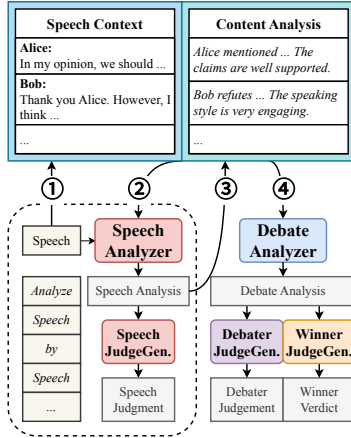 Speech Context
Alice:
In my opinion, we should ...
Bob:
Thank you Alice. However, I
think ...
...
Content Analysis
Alice mentioned ... The
claims are well supported.
Bob refutes ... The speaking
style is very engaging.
...
1
2
3
4
Speech
Speech
Analyzer
Debate
Analyzer
Analyze
Speech
by
Speech
...
Speech Analysis
Debate Analysis
Speech
JudgeGen.
Debater
JudgeGen.
Winner
JudgeGen.
Speech
Judgment
Debater
Judgement
Winner
Verdict